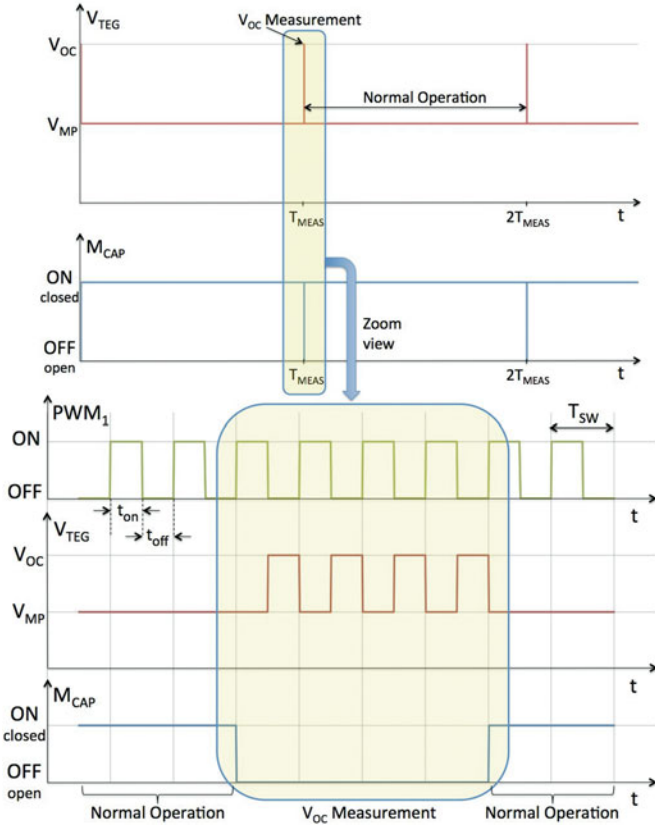 V_TEG
V_OC Measurement
V_OC
Normal Operation
V_MP
T_MEAS
2T_MEAS
t
M_CAP
ON
closed
OFF
open
Zoom
view
T_MEAS
2T_MEAS
t
PWM_1
T_SW
ON
OFF
t_on
t_off
t
V_TEG
V_OC
V_MP
t
M_CAP
ON
closed
OFF
open
t
Normal Operation
V_OC Measurement
Normal Operation